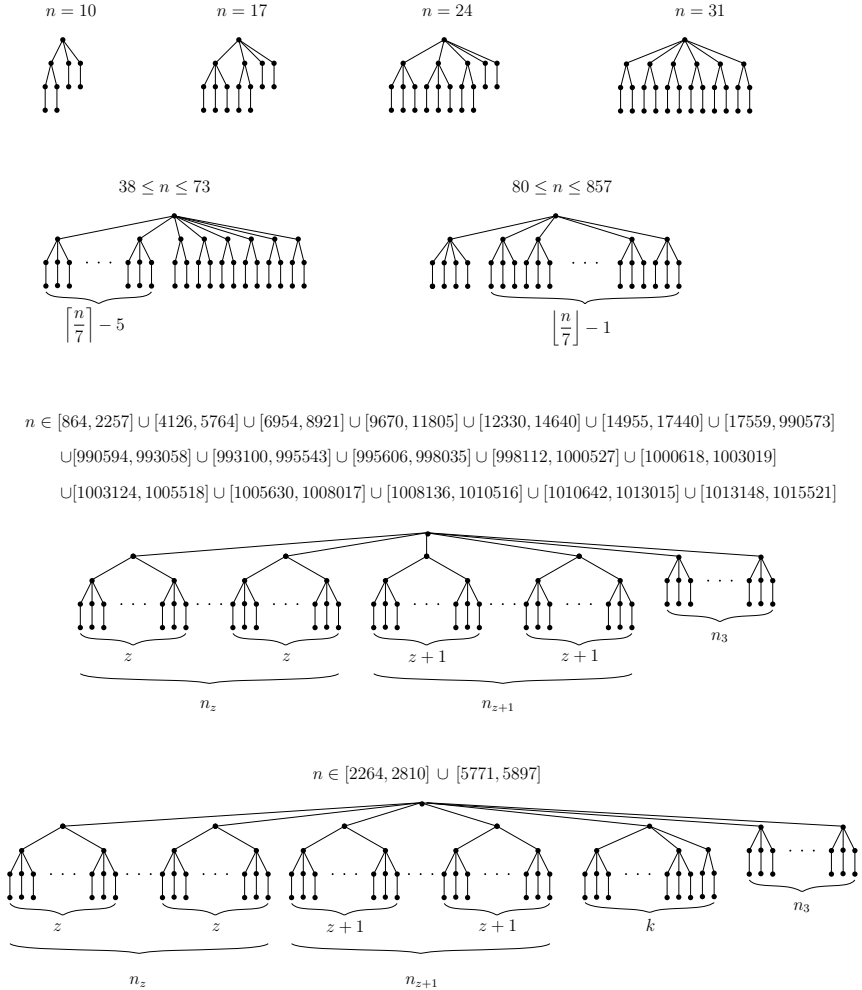 n = 10 n = 17 n = 24 n = 31
38 ≤ n ≤ 73 80 ≤ n ≤ 857
· · · · · ·
⌈n/7⌉ − 5 ⌊n/7⌋ − 1
n ∈ [864, 2257] ∪ [4126, 5764] ∪ [6954, 8921] ∪ [9670, 11805] ∪ [12330, 14640] ∪ [14955, 17440] ∪ [17559, 990573]
∪[990594, 993058] ∪ [993100, 995543] ∪ [995606, 998035] ∪ [998112, 1000527] ∪ [1000618, 1003019]
∪[1003124, 1005518] ∪ [1005630, 1008017] ∪ [1008136, 1010516] ∪ [1010642, 1013015] ∪ [1013148, 1015521]
n₃
z z z + 1 z + 1
n_z n_{z+1}
n ∈ [2264, 2810] ∪ [5771, 5897]
n₃
z z z + 1 z + 1 k
n_z n_{z+1}